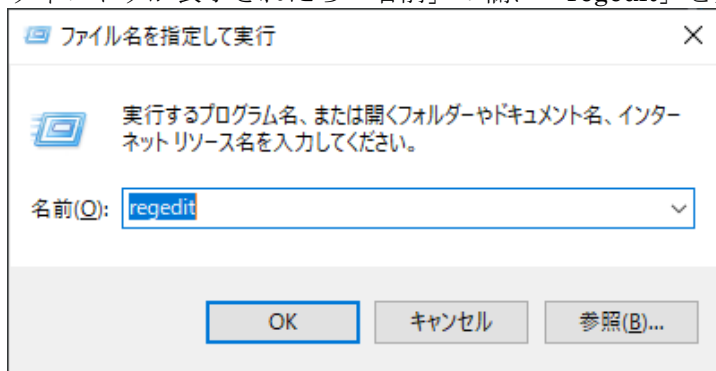 ファイル名を指定して実行
実行するプログラム名、または開くフォルダーやドキュメント名、インター
ネット リソース名を入力してください。
名前(O): regedit
OK キャンセル 参照(B)...